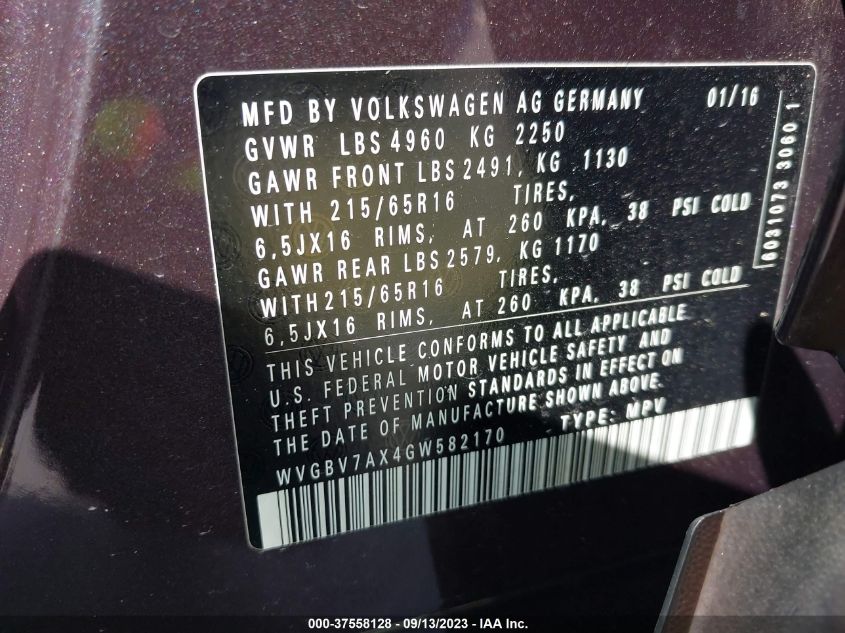 MFD BY VOLKSWAGEN AG GERMANY 01/16
GVWR LBS 4960 KG 2250
GAWR FRONT LBS 2491, KG 1130
WITH 215/65R16 TIRES,
6,5JX16 RIMS, AT 260 KPA, 38 PSI COLD
GAWR REAR LBS 2579, KG 1170
WITH 215/65R16 TIRES,
6,5JX16 RIMS, AT 260 KPA, 38 PSI COLD
THIS VEHICLE CONFORMS TO ALL APPLICABLE
U.S. FEDERAL MOTOR VEHICLE SAFETY AND
THEFT PREVENTION STANDARDS IN EFFECT ON
THE DATE OF MANUFACTURE SHOWN ABOVE.
WVGBV7AX4GW582170 TYPE: MPV
6031073 3060 1
000-37558128 - 09/13/2023 - IAA Inc.